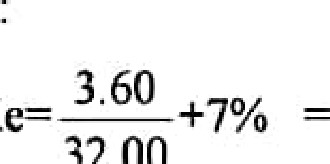 :
e= 3.60 / 32.00 +7% =